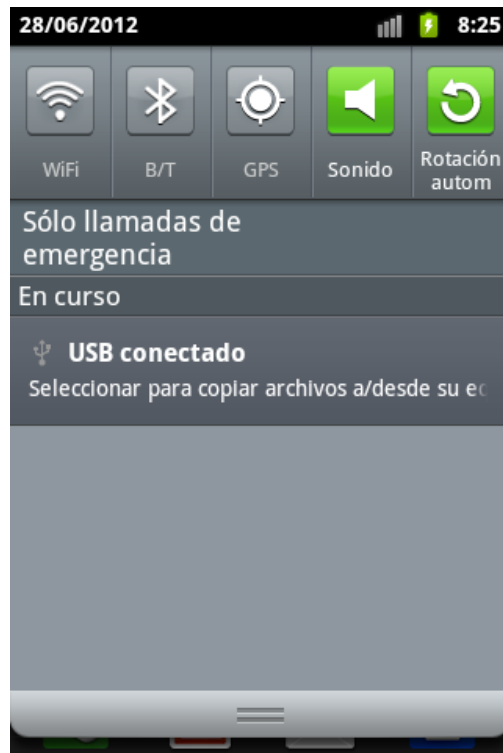 28/06/2012 8:25
WiFi B/T GPS Sonido Rotación autom
Sólo llamadas de
emergencia
En curso
USB conectado
Seleccionar para copiar archivos a/desde su